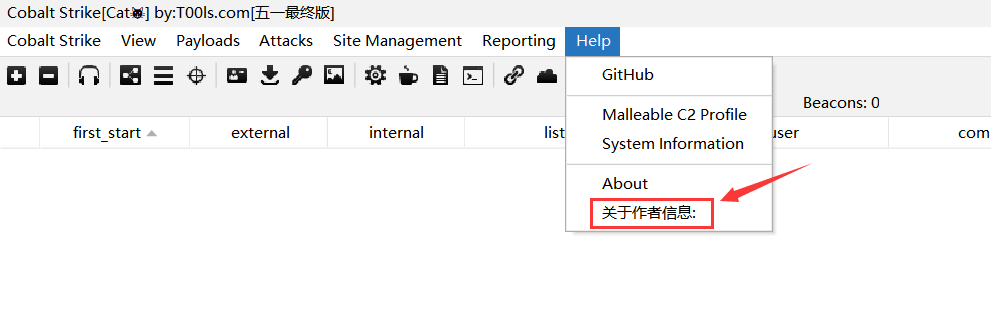 Cobalt Strike[Cat🐱] by:T00ls.com[五一最终版]
Cobalt Strike View Payloads Attacks Site Management Reporting Help
GitHub
Malleable C2 Profile
System Information
About
关于作者信息:
Beacons: 0
first_start external internal list user com